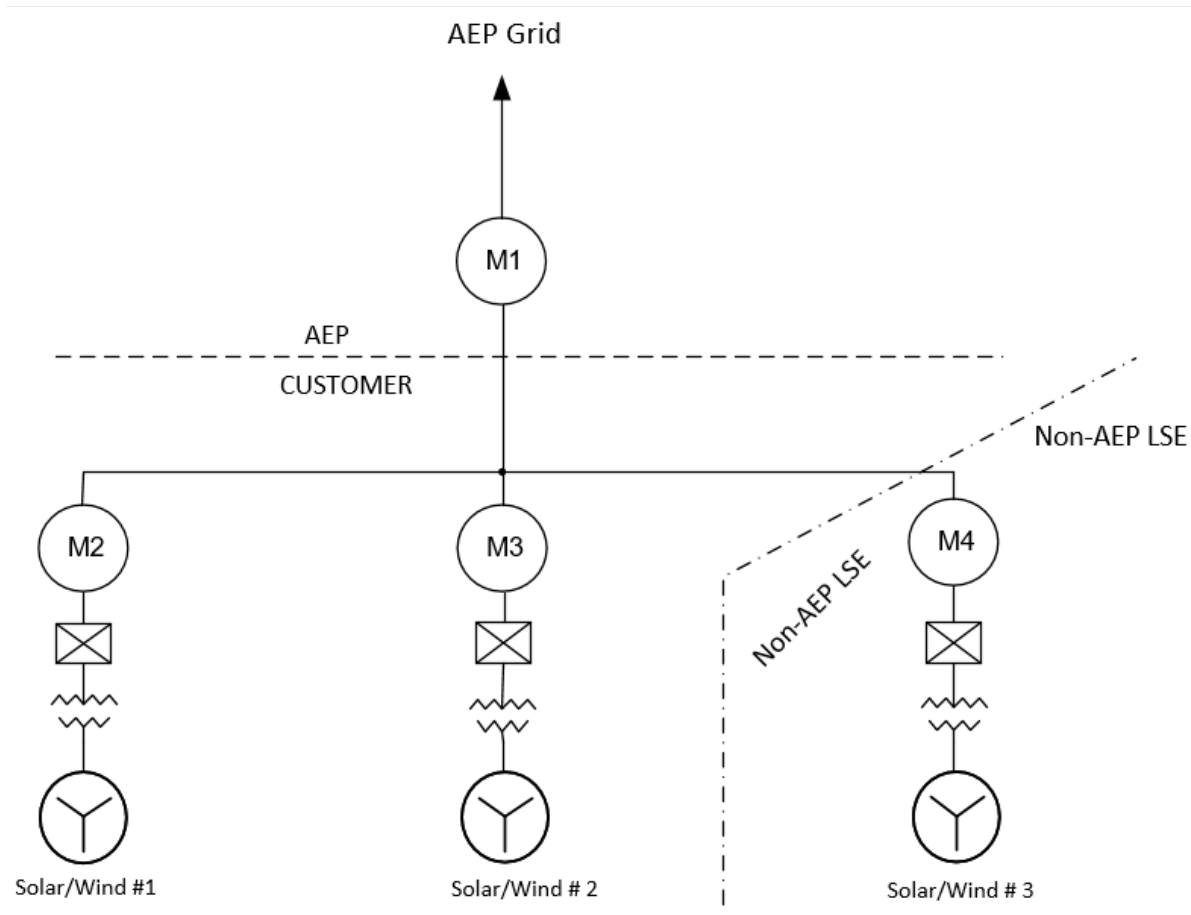 AEP Grid
M1
AEP
CUSTOMER
Non-AEP LSE
M2
M3
Non-AEP LSE
M4
Solar/Wind #1
Solar/Wind # 2
Solar/Wind # 3